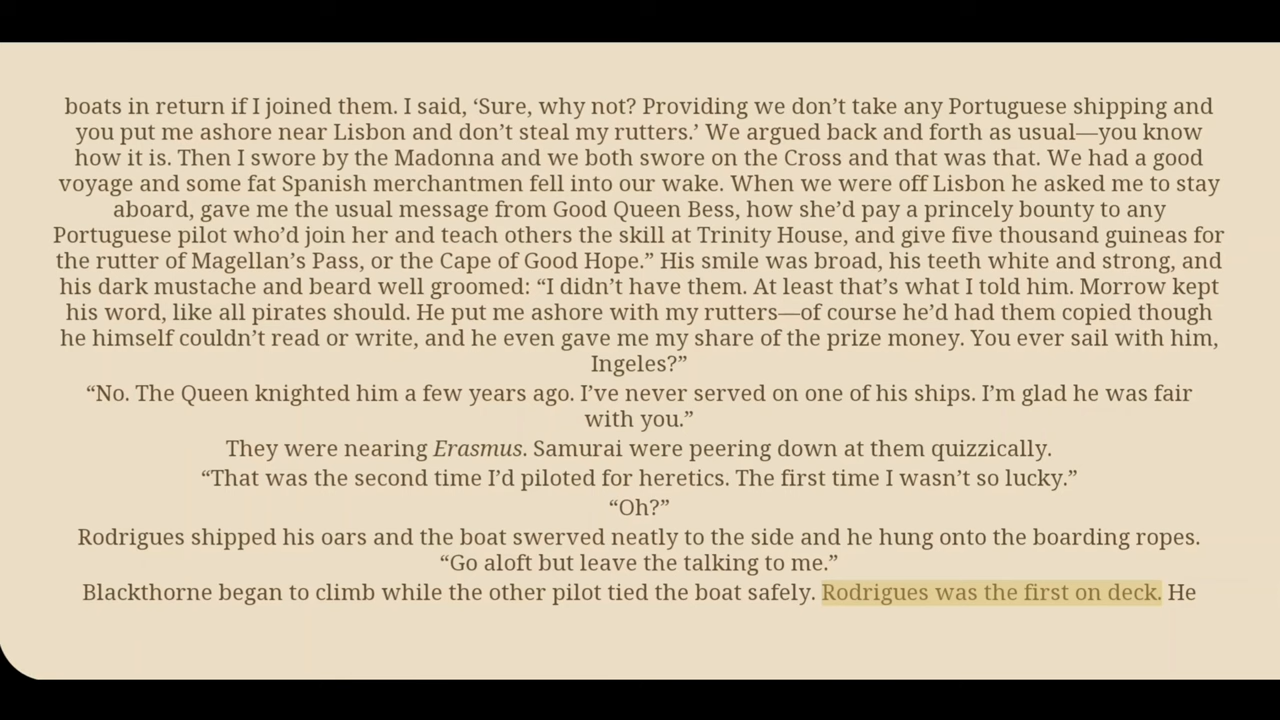 boats in return if I joined them. I said, ‘Sure, why not? Providing we don’t take any Portuguese shipping and
you put me ashore near Lisbon and don’t steal my rutters.’ We argued back and forth as usual—you know
how it is. Then I swore by the Madonna and we both swore on the Cross and that was that. We had a good
voyage and some fat Spanish merchantmen fell into our wake. When we were off Lisbon he asked me to stay
aboard, gave me the usual message from Good Queen Bess, how she’d pay a princely bounty to any
Portuguese pilot who’d join her and teach others the skill at Trinity House, and give five thousand guineas for
the rutter of Magellan’s Pass, or the Cape of Good Hope.” His smile was broad, his teeth white and strong, and
his dark mustache and beard well groomed: “I didn’t have them. At least that’s what I told him. Morrow kept
his word, like all pirates should. He put me ashore with my rutters—of course he’d had them copied though
he himself couldn’t read or write, and he even gave me my share of the prize money. You ever sail with him,
Ingeles?”
“No. The Queen knighted him a few years ago. I’ve never served on one of his ships. I’m glad he was fair
with you.”
They were nearing Erasmus. Samurai were peering down at them quizzically.
“That was the second time I’d piloted for heretics. The first time I wasn’t so lucky.”
“Oh?”
Rodrigues shipped his oars and the boat swerved neatly to the side and he hung onto the boarding ropes.
“Go aloft but leave the talking to me.”
Blackthorne began to climb while the other pilot tied the boat safely. Rodrigues was the first on deck. He